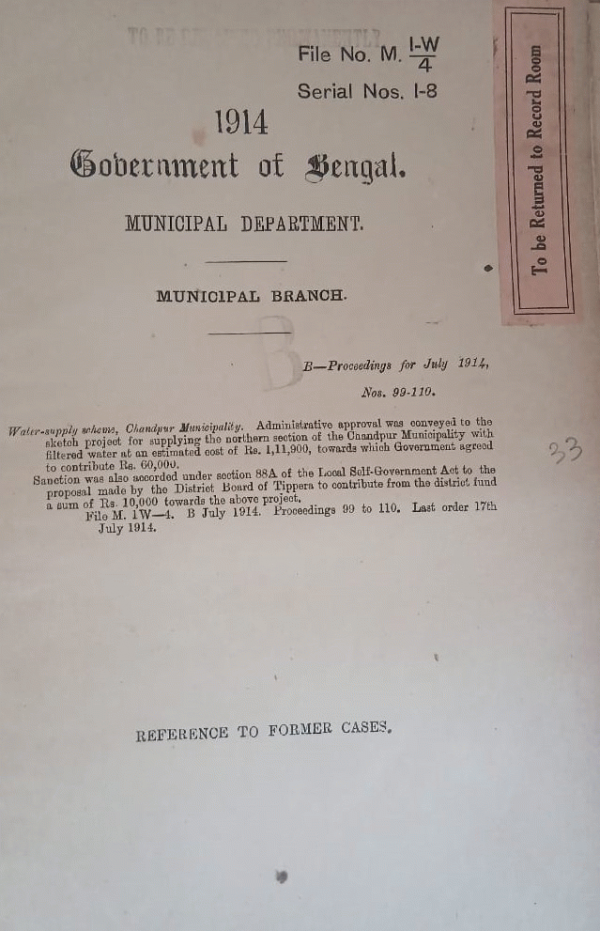 File No. M. 1-W/4
Serial Nos. 1-8
To be Returned to Record Room
1914
Government of Bengal.
MUNICIPAL DEPARTMENT.
MUNICIPAL BRANCH.
B
B—Proceedings for July 1914,
Nos. 99-110.
Water-supply scheme, Chandpur Municipality. Administrative approval was conveyed to the
sketch project for supplying the northern section of the Chandpur Municipality with
filtered water at an estimated cost of Rs. 1,11,900, towards which Government agreed
to contribute Rs. 60,000.
33
Sanction was also accorded under section 88A of the Local Self-Government Act to the
proposal made by the District Board of Tippera to contribute from the district fund
a sum of Rs. 10,000 towards the above project.
File M. 1W—4. B July 1914. Proceedings 99 to 110. Last order 17th
July 1914.
REFERENCE TO FORMER CASES.